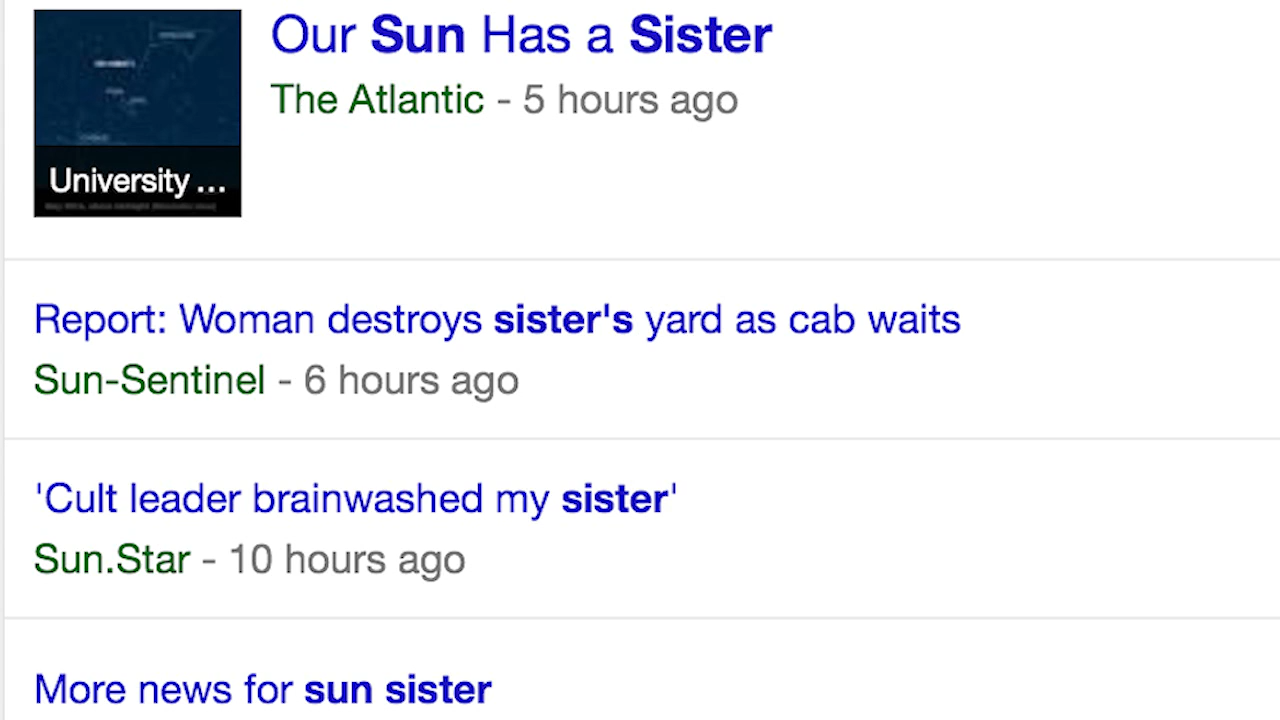 Our Sun Has a Sister
The Atlantic - 5 hours ago
University ...
Report: Woman destroys sister's yard as cab waits
Sun-Sentinel - 6 hours ago
'Cult leader brainwashed my sister'
Sun.Star - 10 hours ago
More news for sun sister